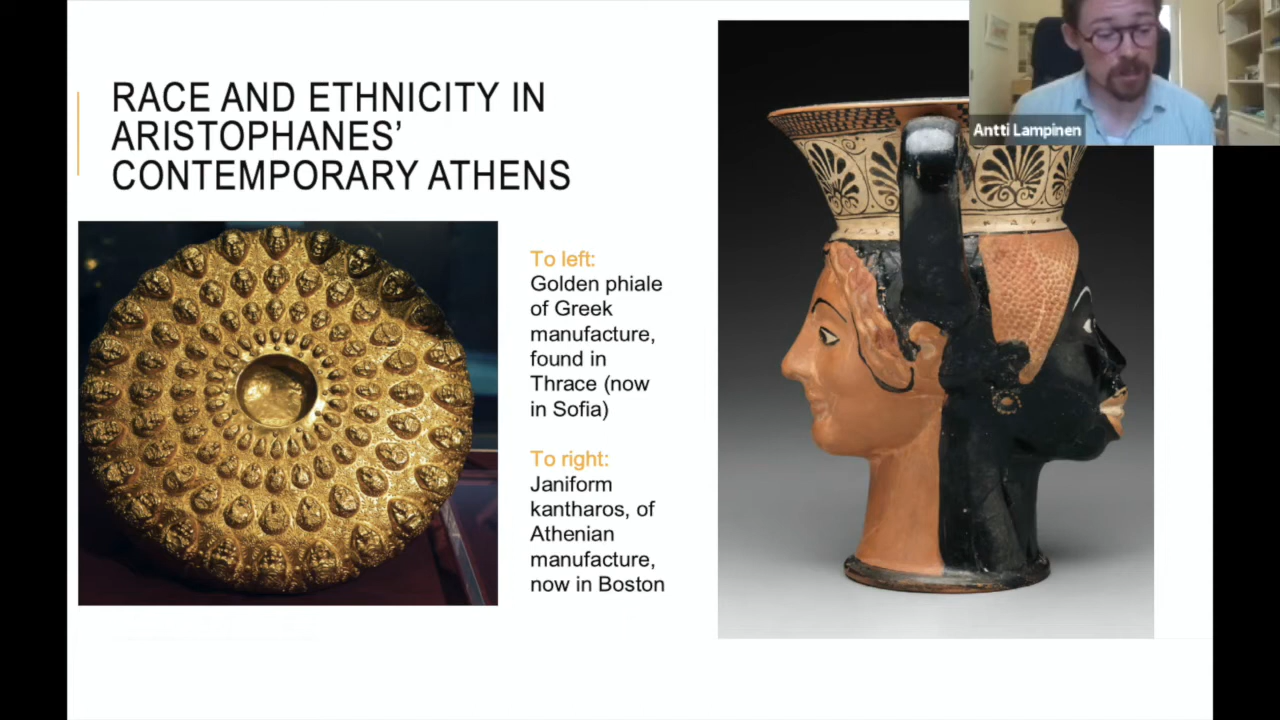 RACE AND ETHNICITY IN
ARISTOPHANES’
CONTEMPORARY ATHENS
To left:
Golden phiale
of Greek
manufacture,
found in
Thrace (now
in Sofia)
To right:
Janiform
kantharos, of
Athenian
manufacture,
now in Boston
Antti Lampinen